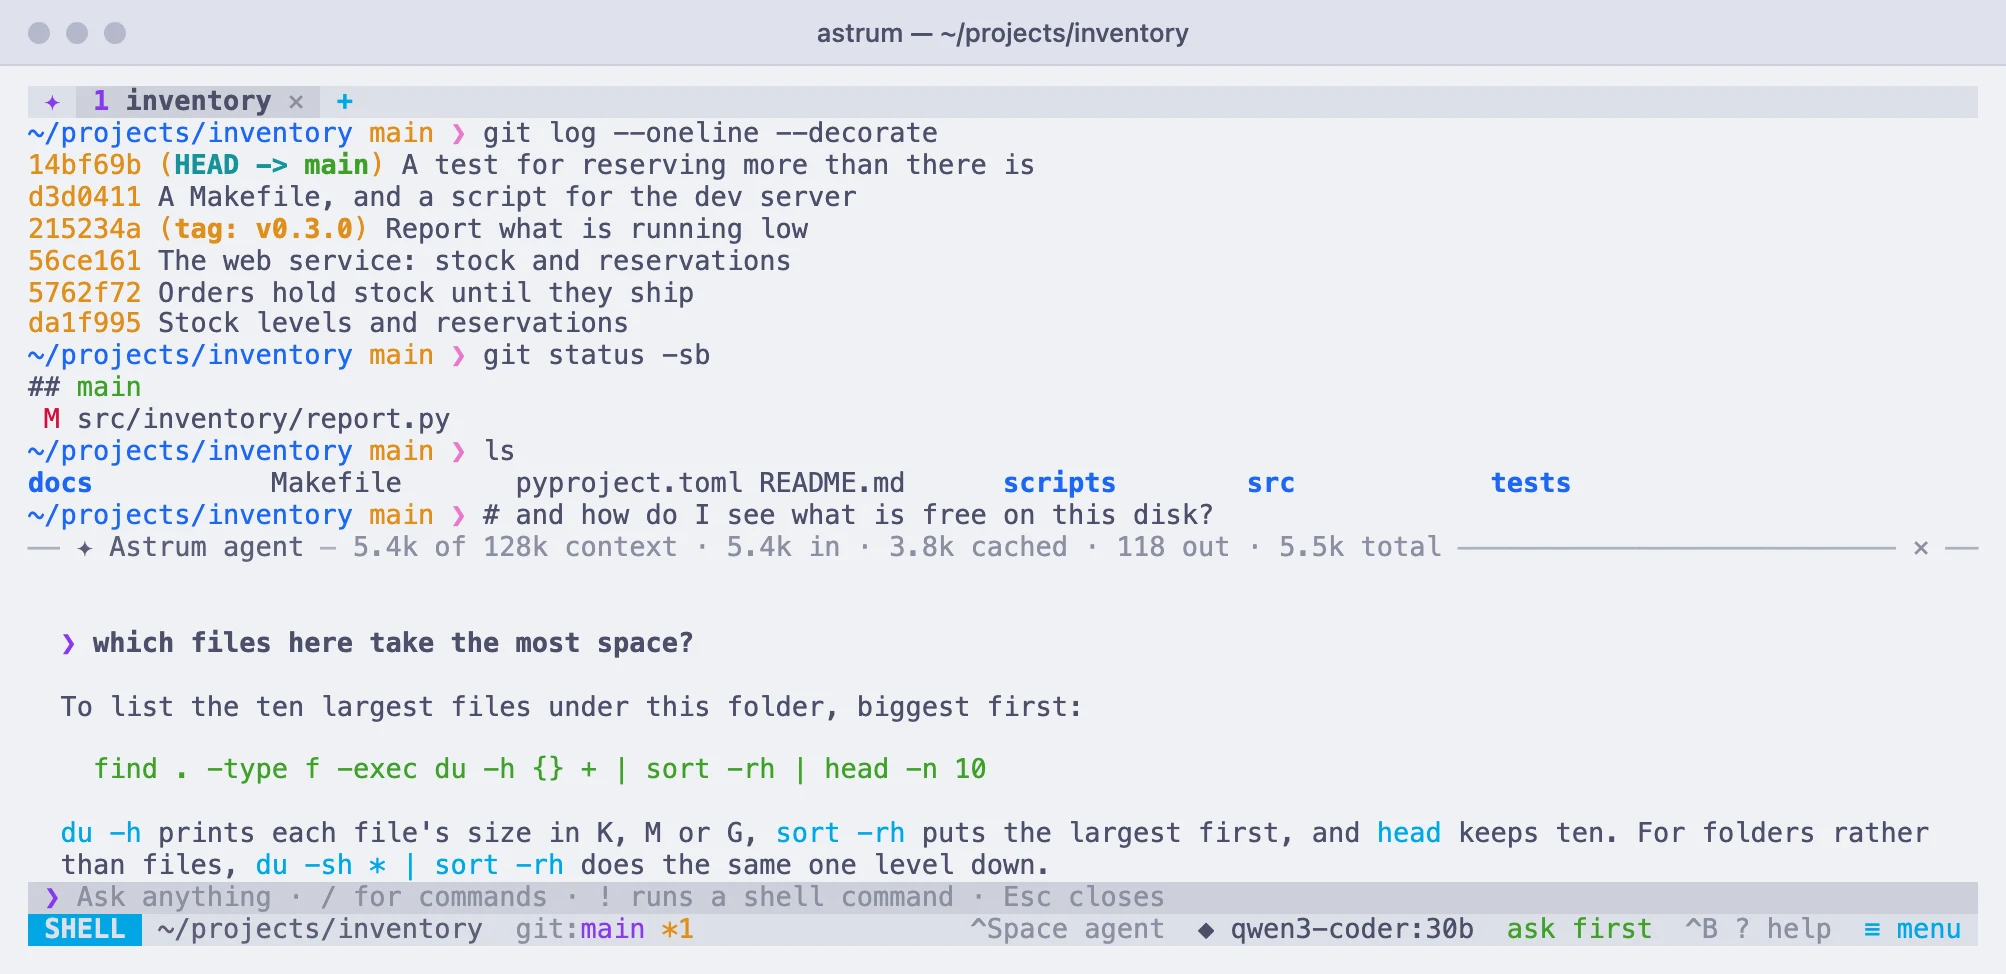 astrum — ~/projects/inventory
✦ 1 inventory × +
~/projects/inventory main ❯ git log --oneline --decorate
14bf69b (HEAD -> main) A test for reserving more than there is
d3d0411 A Makefile, and a script for the dev server
215234a (tag: v0.3.0) Report what is running low
56ce161 The web service: stock and reservations
5762f72 Orders hold stock until they ship
da1f995 Stock levels and reservations
~/projects/inventory main ❯ git status -sb
## main
 M src/inventory/report.py
~/projects/inventory main ❯ ls
docs Makefile pyproject.toml README.md scripts src tests
~/projects/inventory main ❯ # and how do I see what is free on this disk?
── ✦ Astrum agent — 5.4k of 128k context · 5.4k in · 3.8k cached · 118 out · 5.5k total ── × ──
❯ which files here take the most space?
To list the ten largest files under this folder, biggest first:
find . -type f -exec du -h {} + | sort -rh | head -n 10
du -h prints each file's size in K, M or G, sort -rh puts the largest first, and head keeps ten. For folders rather
than files, du -sh * | sort -rh does the same one level down.
❯ Ask anything · / for commands · ! runs a shell command · Esc closes
SHELL ~/projects/inventory git:main *1 ^Space agent ◆ qwen3-coder:30b ask first ^B ? help ≡ menu